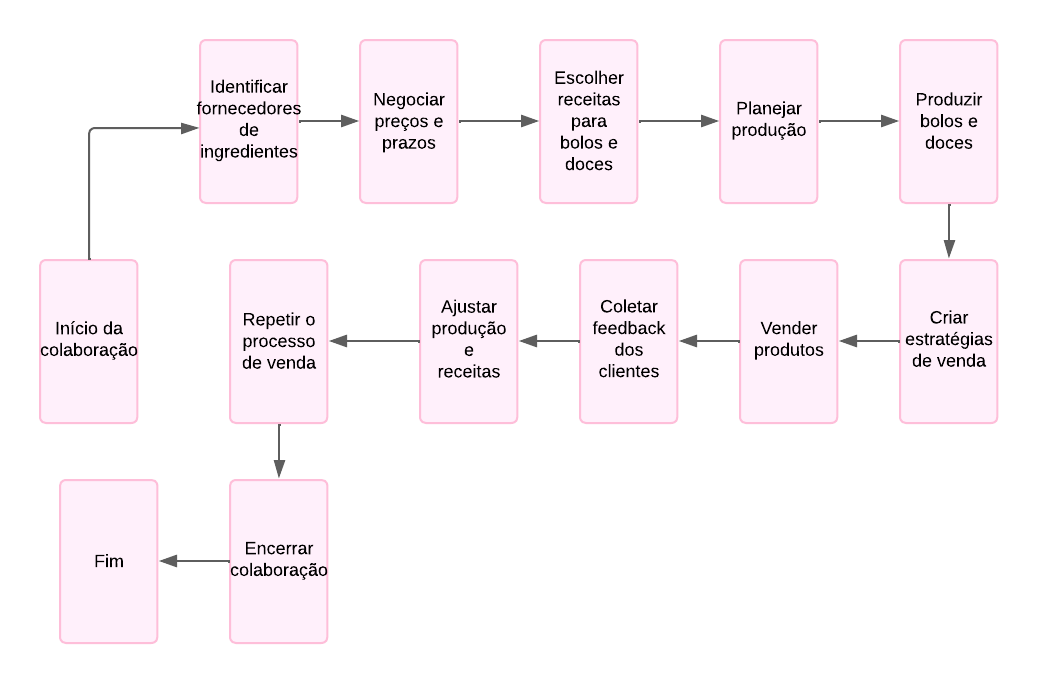 Identificar
fornecedores
de
ingredientes
Negociar
preços e
prazos
Escolher
receitas
para
bolos e
doces
Planejar
produção
Produzir
bolos e
doces
Início da
colaboração
Repetir o
processo
de venda
Ajustar
produção
e
receitas
Coletar
feedback
dos
clientes
Vender
produtos
Criar
estratégias
de venda
Fim
Encerrar
colaboração